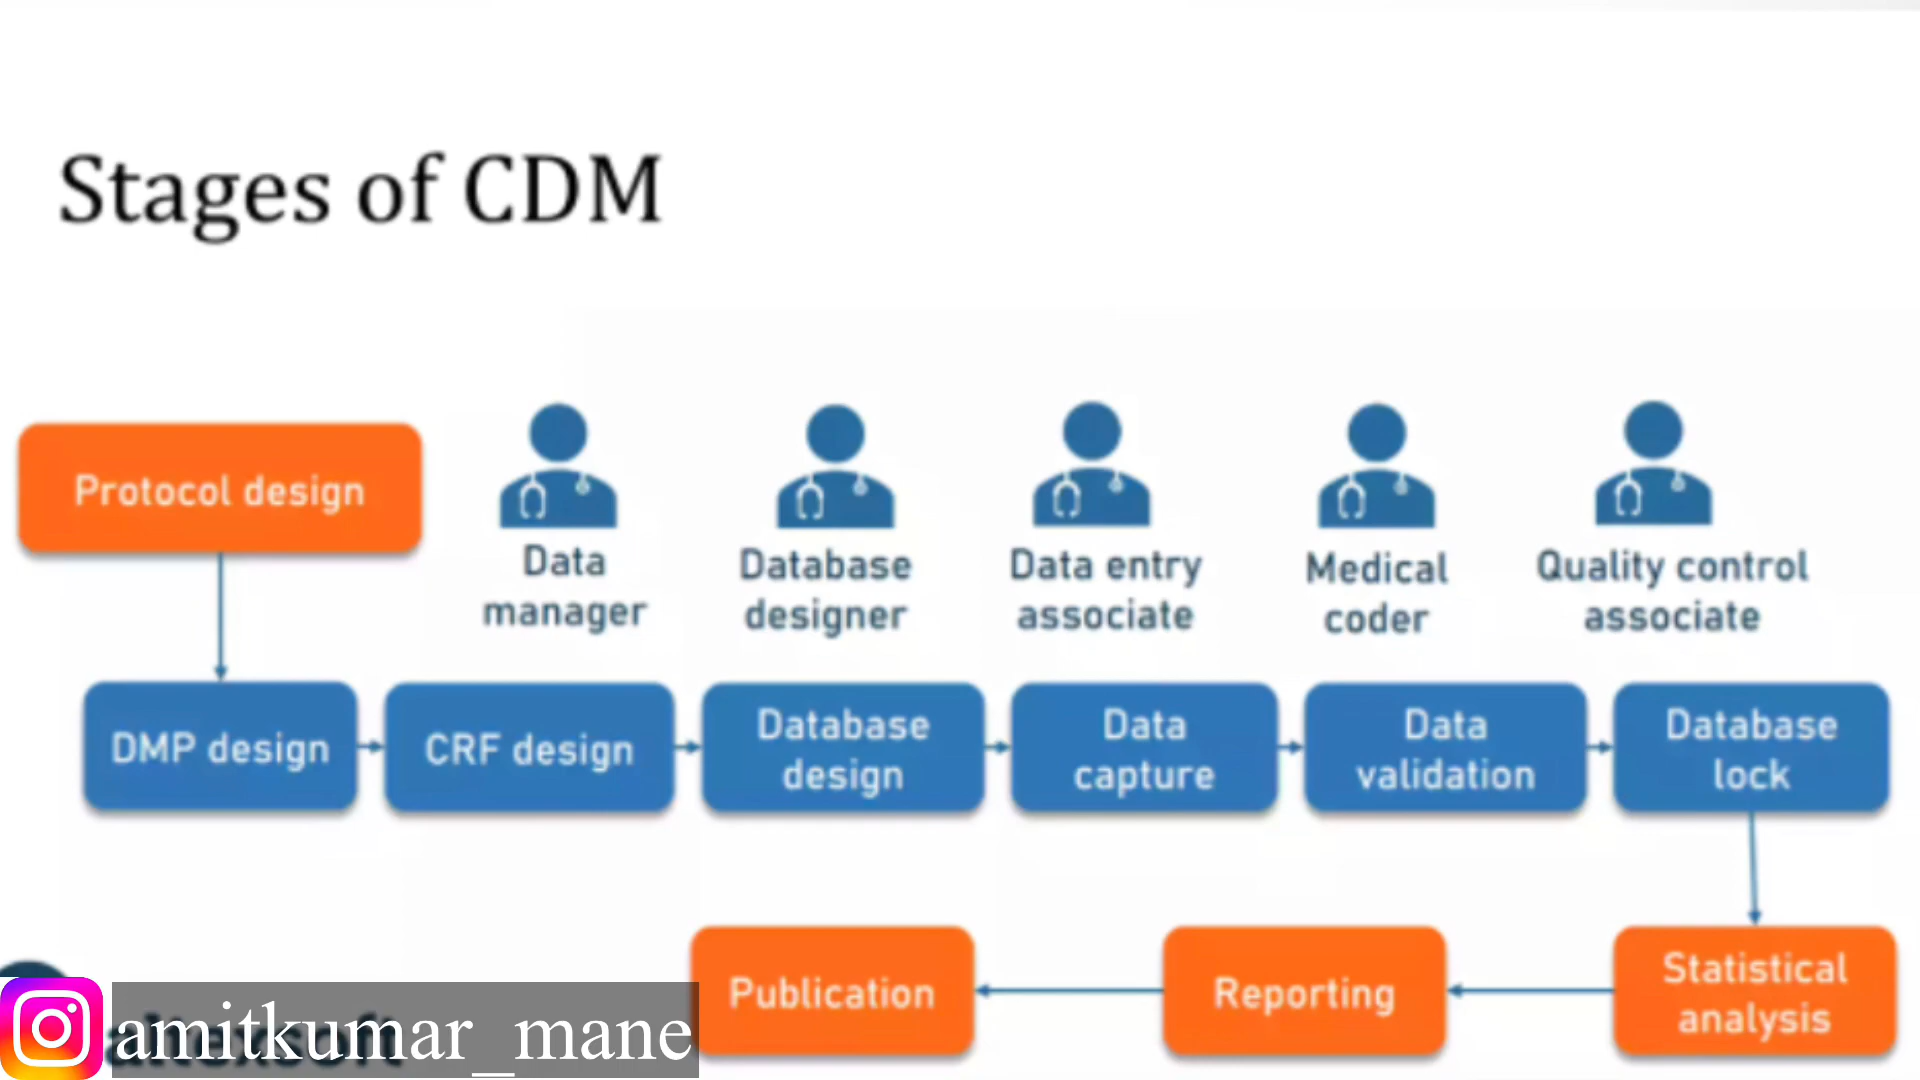 Stages of CDM
Protocol design
Data
manager
Database
designer
Data entry
associate
Medical
coder
Quality control
associate
DMP design
CRF design
Database
design
Data
capture
Data
validation
Database
lock
Publication
Reporting
Statistical
analysis
amitkumar_mane